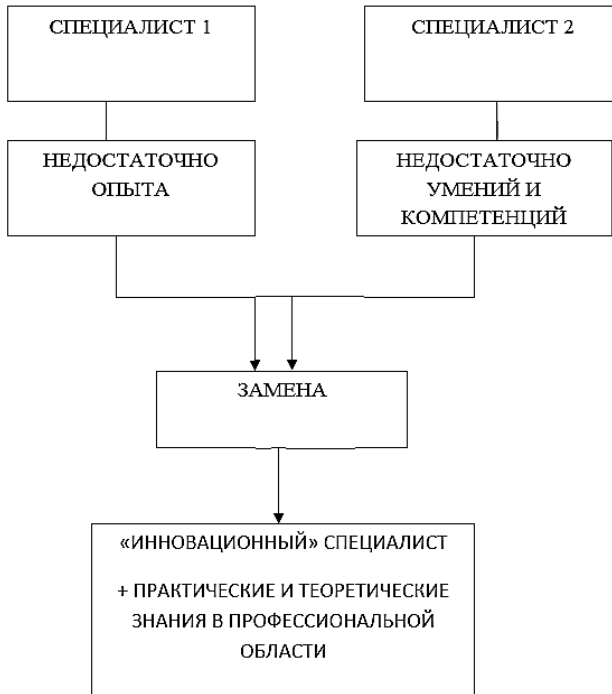 СПЕЦИАЛИСТ 1
СПЕЦИАЛИСТ 2
НЕДОСТАТОЧНО
ОПЫТА
НЕДОСТАТОЧНО
УМЕНИЙ И
КОМПЕТЕНЦИЙ
ЗАМЕНА
«ИННОВАЦИОННЫЙ» СПЕЦИАЛИСТ
+ ПРАКТИЧЕСКИЕ И ТЕОРЕТИЧЕСКИЕ
ЗНАНИЯ В ПРОФЕССИОНАЛЬНОЙ
ОБЛАСТИ